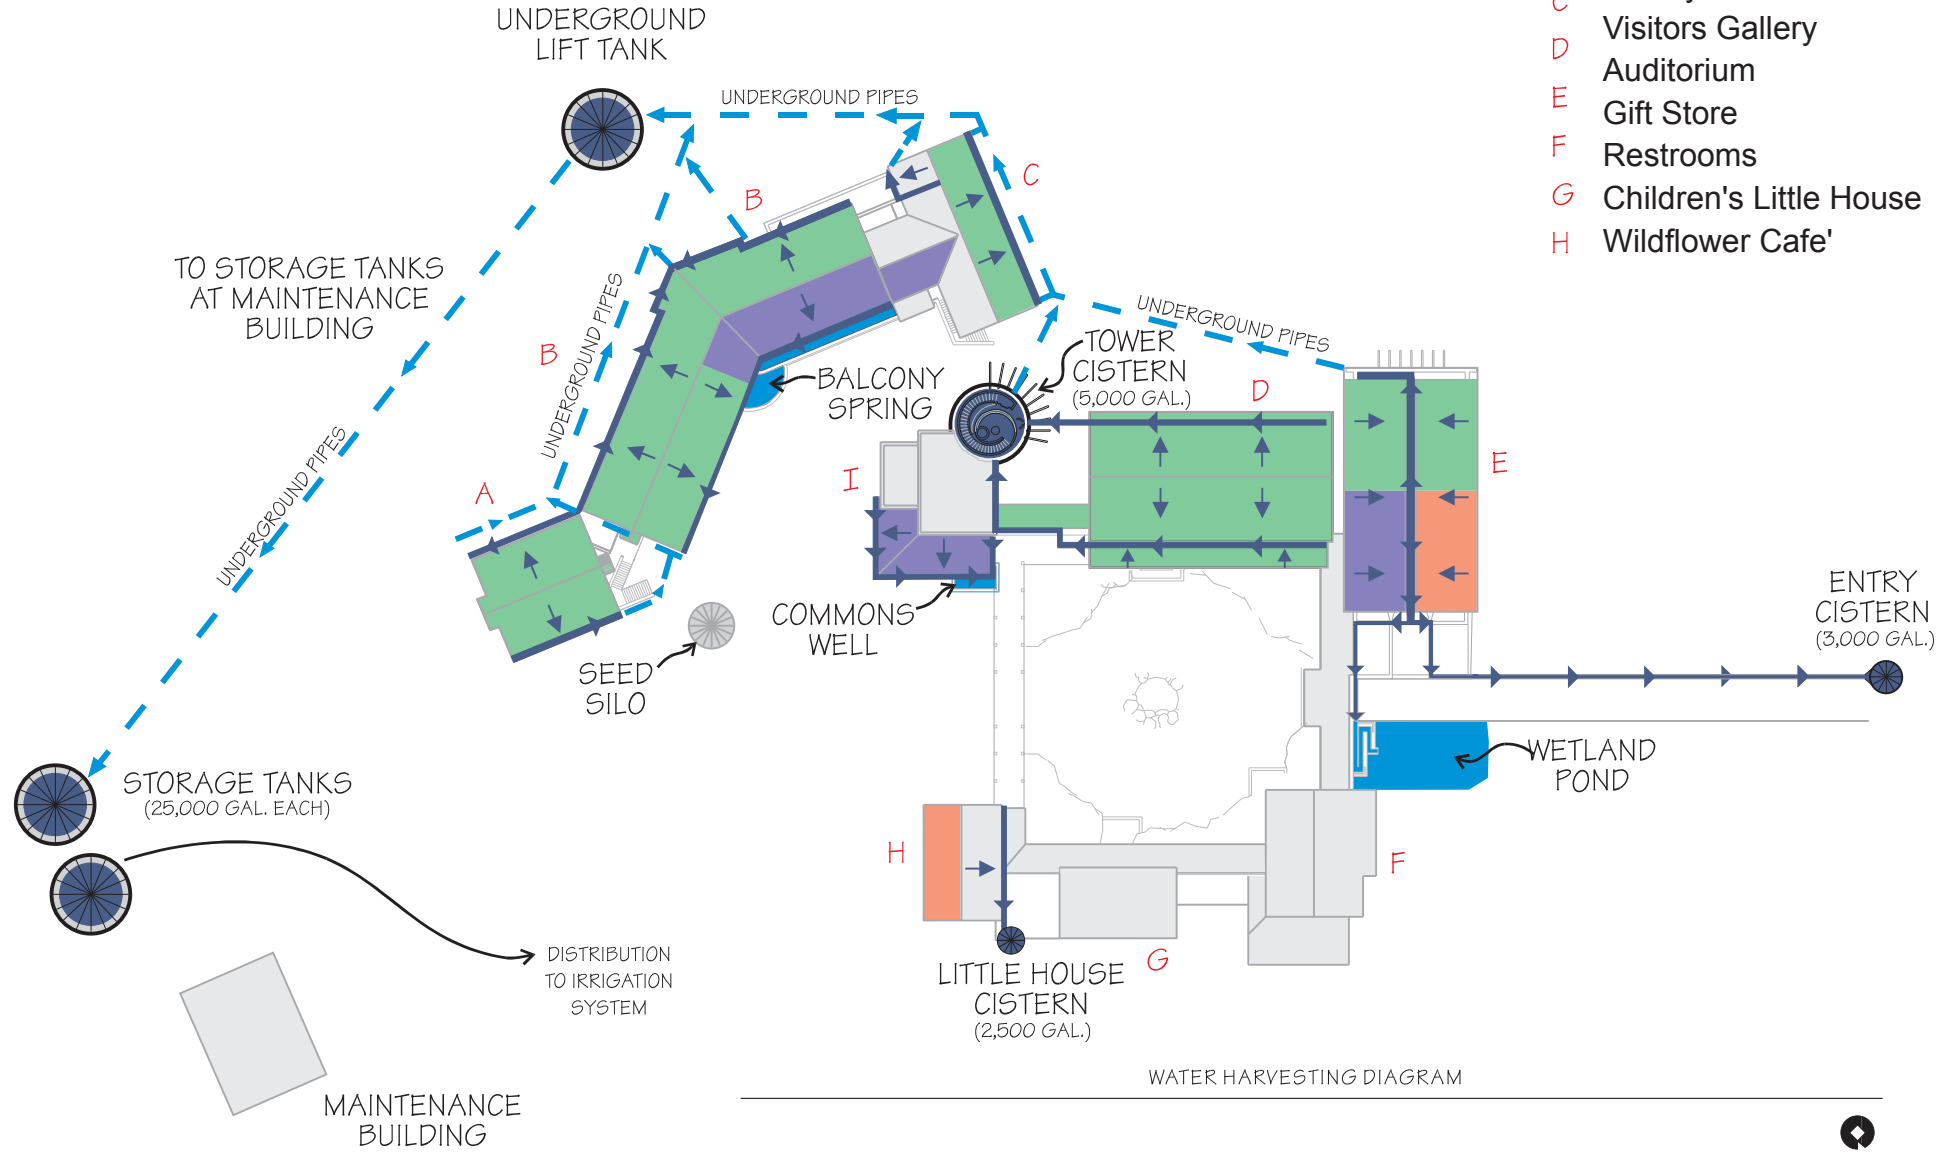 UNDERGROUND
LIFT TANK
UNDERGROUND PIPES
C
Visitors Gallery
D
Auditorium
E
Gift Store
F
Restrooms
G
Children's Little House
H
Wildflower Cafe'
C
B
TO STORAGE TANKS
AT MAINTENANCE
BUILDING
UNDERGROUND PIPES
B
UNDERGROUND PIPES
TOWER
CISTERN
(5,000 GAL.)
BALCONY
SPRING
D
UNDERGROUND PIPES
A
I
E
ENTRY
CISTERN
(3,000 GAL.)
COMMONS
WELL
SEED
SILO
WETLAND
POND
STORAGE TANKS
(25,000 GAL. EACH)
H
F
DISTRIBUTION
TO IRRIGATION
SYSTEM
G
LITTLE HOUSE
CISTERN
(2,500 GAL.)
WATER HARVESTING DIAGRAM
MAINTENANCE
BUILDING